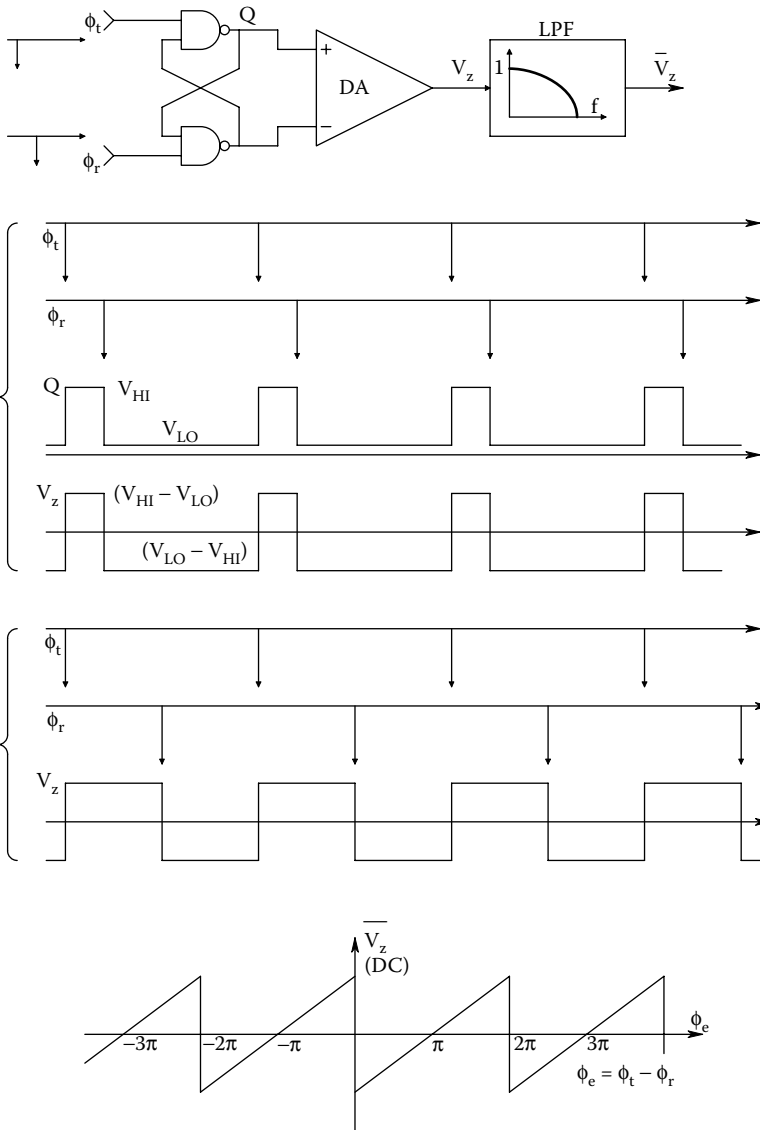 ϕt
Q
LPF
+
DA
Vz
1
f
V̄z
−
ϕr
ϕt
ϕr
Q
VHI
VLO
Vz
(VHI − VLO)
(VLO − VHI)
ϕt
ϕr
Vz
V̄z
(DC)
ϕe
−3π
−2π
−π
π
2π
3π
ϕe = ϕt − ϕr